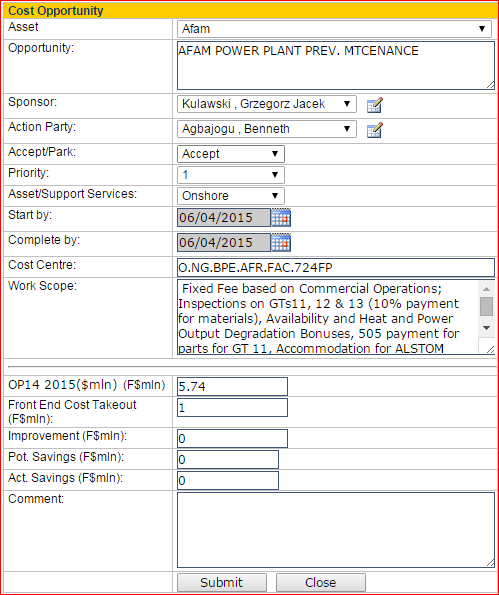 Cost Opportunity
Asset
Afam
Opportunity:
AFAM POWER PLANT PREV. MTCENANCE
Sponsor:
Kulawski , Grzegorz Jacek
Action Party:
Agbajogu , Benneth
Accept/Park:
Accept
Priority:
1
Asset/Support Services:
Onshore
Start by:
06/04/2015
Complete by:
06/04/2015
Cost Centre:
O.NG.BPE.AFR.FAC.724FP
Work Scope:
Fixed Fee based on Commercial Operations;
Inspections on GTs11, 12 & 13 (10% payment
for materials), Availability and Heat and Power
Output Degradation Bonuses, 505 payment for
parts for GT 11, Accommodation for ALSTOM
OP14 2015($mln) (F$mln)
5.74
Front End Cost Takeout
(F$mln):
1
Improvement (F$mln):
0
Pot. Savings (F$mln):
0
Act. Savings (F$mln):
0
Comment:
Submit
Close